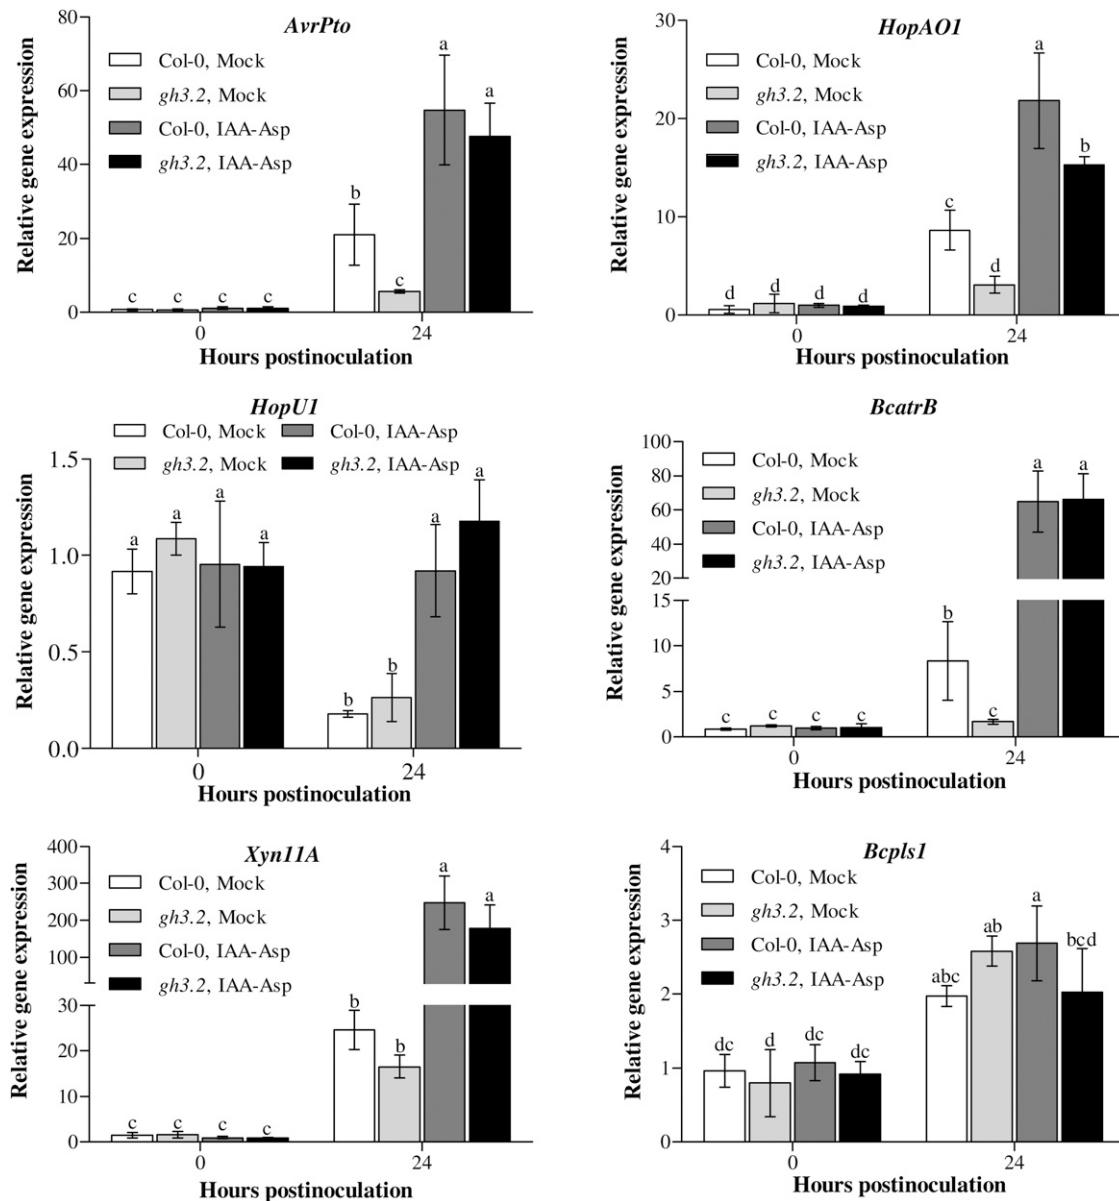 AvrPto
Relative gene expression
80
60
40
20
0
Col-0, Mock
gh3.2, Mock
Col-0, IAA-Asp
gh3.2, IAA-Asp
c c c c
b c a a
0 24
Hours postinoculation
HopAO1
Relative gene expression
30
20
10
0
Col-0, Mock
gh3.2, Mock
Col-0, IAA-Asp
gh3.2, IAA-Asp
d d d d
c d a b
0 24
Hours postinoculation
HopU1
Col-0, Mock Col-0, IAA-Asp
gh3.2, Mock gh3.2, IAA-Asp
Relative gene expression
1.5
1.0
0.5
0.0
a a a a
b b a a
0 24
Hours postinoculation
BcatrB
Relative gene expression
100
80
60
40
20
15
10
5
0
Col-0, Mock
gh3.2, Mock
Col-0, IAA-Asp
gh3.2, IAA-Asp
c c c c
b c a a
0 24
Hours postinoculation
Xyn11A
Relative gene expression
400
300
200
100
30
20
10
0
Col-0, Mock
gh3.2, Mock
Col-0, IAA-Asp
gh3.2, IAA-Asp
c c c c
b b a a
0 24
Hours postinoculation
Bcpls1
Relative gene expression
4
3
2
1
0
Col-0, Mock
gh3.2, Mock
Col-0, IAA-Asp
gh3.2, IAA-Asp
dc d dc dc
abc ab a bcd
0 24
Hours postinoculation